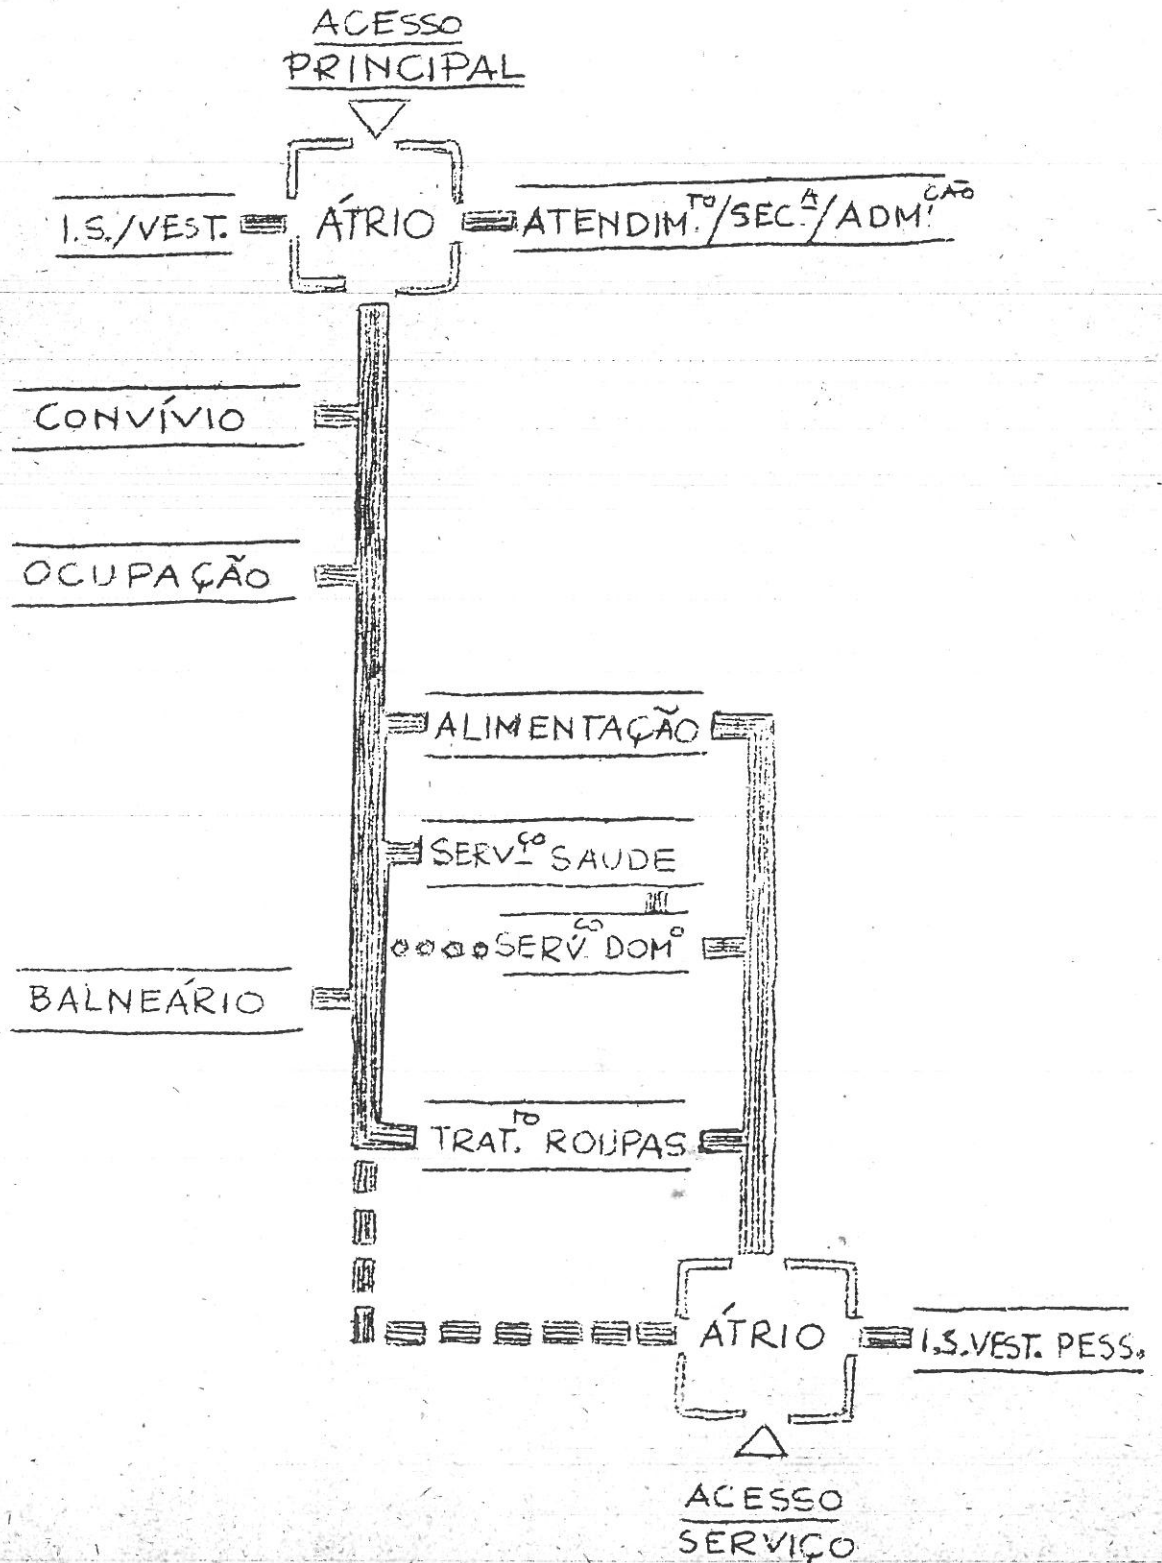 ACESSO
PRINCIPAL
I.S./VEST.
ÁTRIO
ATENDIM.TO/SEC.A/ADM.ÇÃO
CONVÍVIO
OCUPAÇÃO
ALIMENTAÇÃO
SERV.ÇO SAUDE
SERV.ÇO DOMº
BALNEÁRIO
TRAT.TO ROUPAS
ÁTRIO
I.S.VEST. PESS.
ACESSO
SERVIÇO